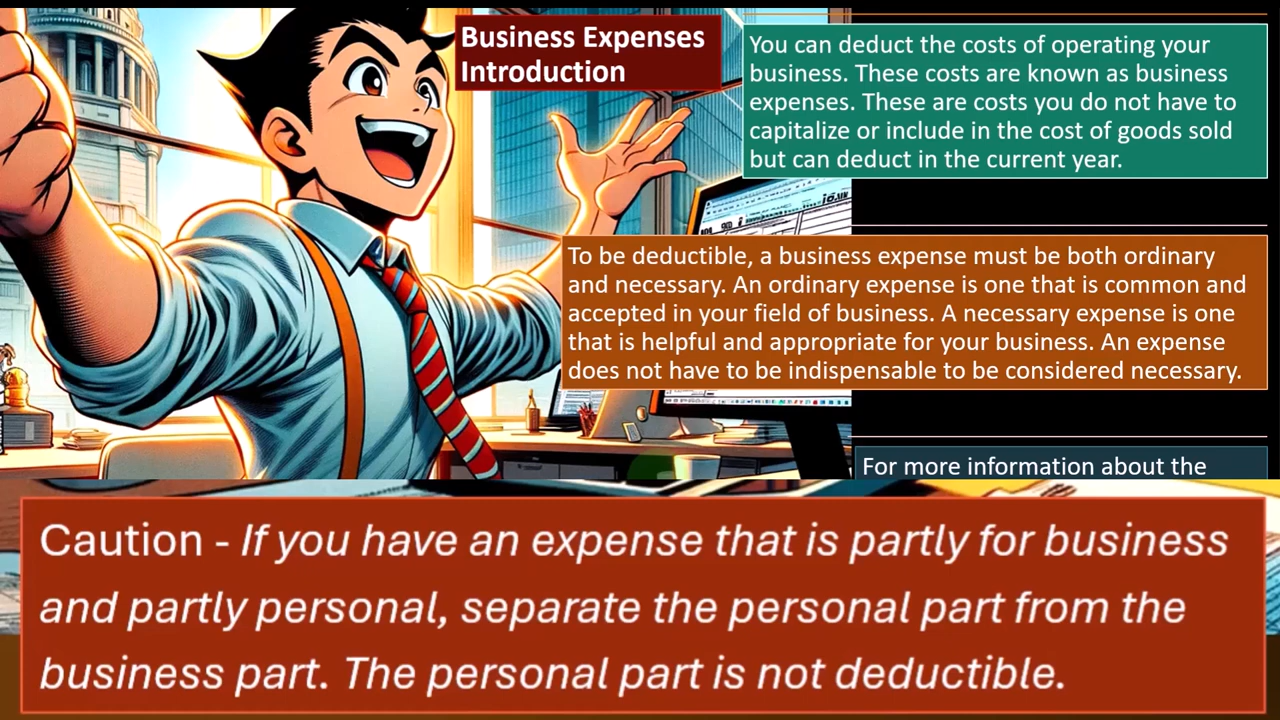 Business Expenses
Introduction
You can deduct the costs of operating your
business. These costs are known as business
expenses. These are costs you do not have to
capitalize or include in the cost of goods sold
but can deduct in the current year.
To be deductible, a business expense must be both ordinary
and necessary. An ordinary expense is one that is common and
accepted in your field of business. A necessary expense is one
that is helpful and appropriate for your business. An expense
does not have to be indispensable to be considered necessary.
For more information about the
Caution - If you have an expense that is partly for business
and partly personal, separate the personal part from the
business part. The personal part is not deductible.